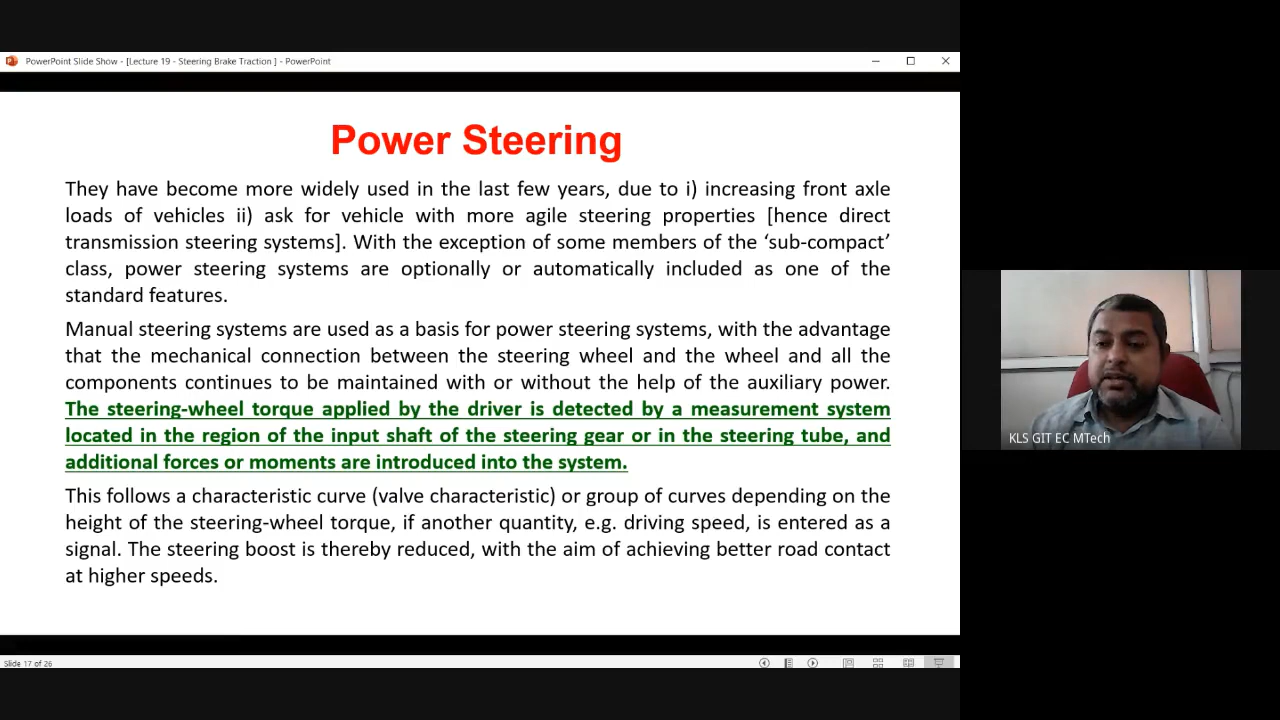 PowerPoint Slide Show - [Lecture 19 - Steering Brake Traction ] - PowerPoint
Power Steering
They have become more widely used in the last few years, due to i) increasing front axle
loads of vehicles ii) ask for vehicle with more agile steering properties [hence direct
transmission steering systems]. With the exception of some members of the ‘sub-compact’
class, power steering systems are optionally or automatically included as one of the
standard features.
Manual steering systems are used as a basis for power steering systems, with the advantage
that the mechanical connection between the steering wheel and the wheel and all the
components continues to be maintained with or without the help of the auxiliary power.
The steering-wheel torque applied by the driver is detected by a measurement system
located in the region of the input shaft of the steering gear or in the steering tube, and
additional forces or moments are introduced into the system.
This follows a characteristic curve (valve characteristic) or group of curves depending on the
height of the steering-wheel torque, if another quantity, e.g. driving speed, is entered as a
signal. The steering boost is thereby reduced, with the aim of achieving better road contact
at higher speeds.
KLS GIT EC MTech
Slide 17 of 26